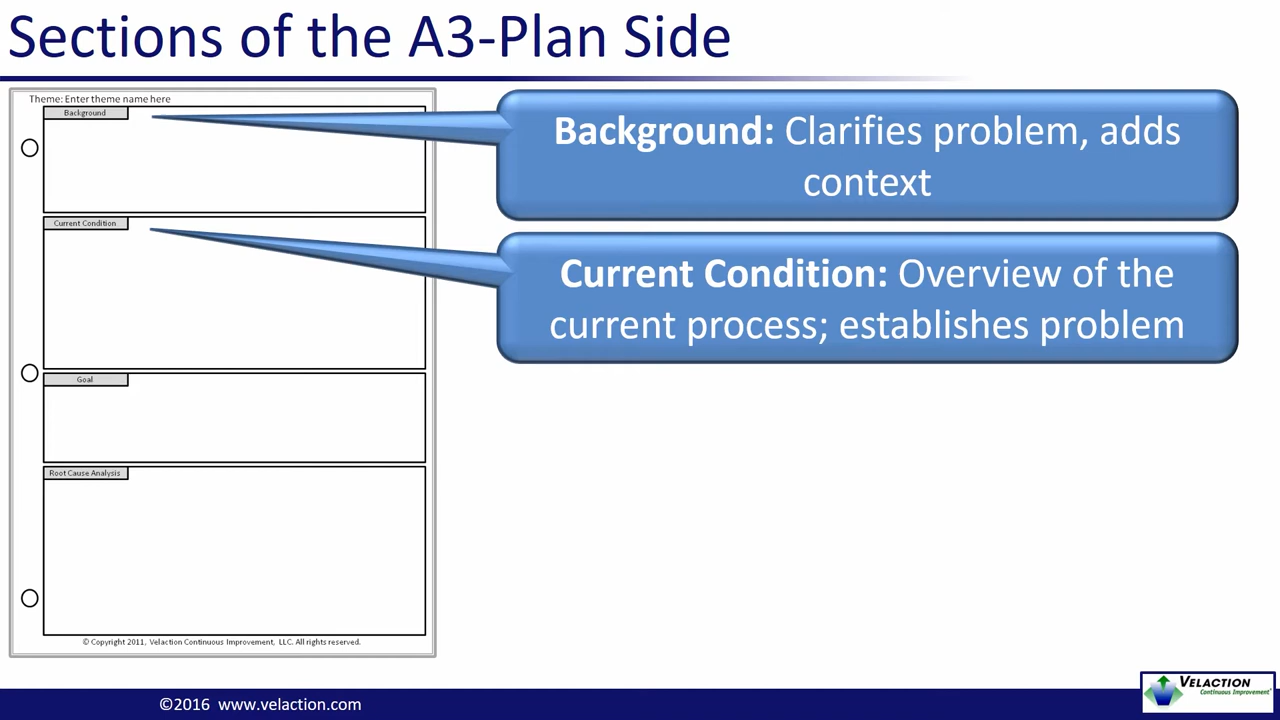 Sections of the A3-Plan Side
Theme: Enter theme name here
Background
Current Condition
Goal
Root Cause Analysis
© Copyright 2011, Velaction Continuous Improvement, LLC. All rights reserved.
Background: Clarifies problem, adds
context
Current Condition: Overview of the
current process; establishes problem
©2016 www.velaction.com
VELACTION
Continuous Improvement